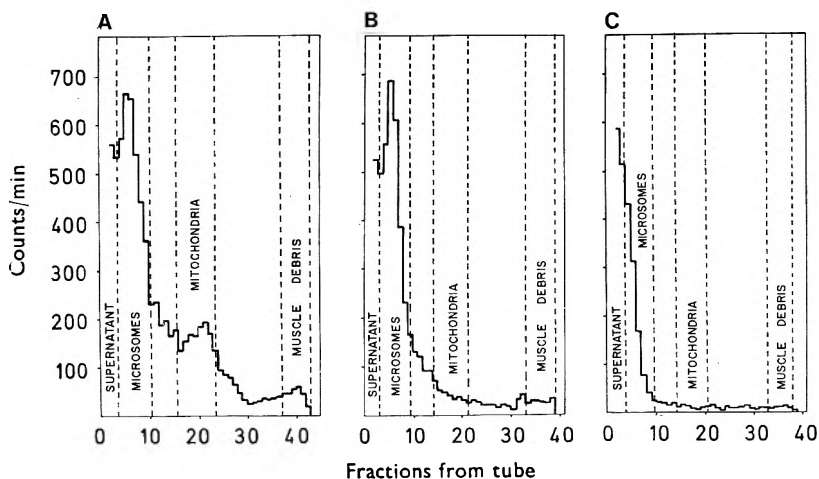 A
B
C
700
600
500
400
300
200
100
Counts/min
SUPERNATANT
MICROSOMES
MITOCHONDRIA
MUSCLE DEBRIS
SUPERNATANT
MICROSOMES
MITOCHONDRIA
MUSCLE DEBRIS
SUPERNATANT
MICROSOMES
MITOCHONDRIA
MUSCLE DEBRIS
0 10 20 30 40
0 10 20 30 40
0 10 20 30 40
Fractions from tube